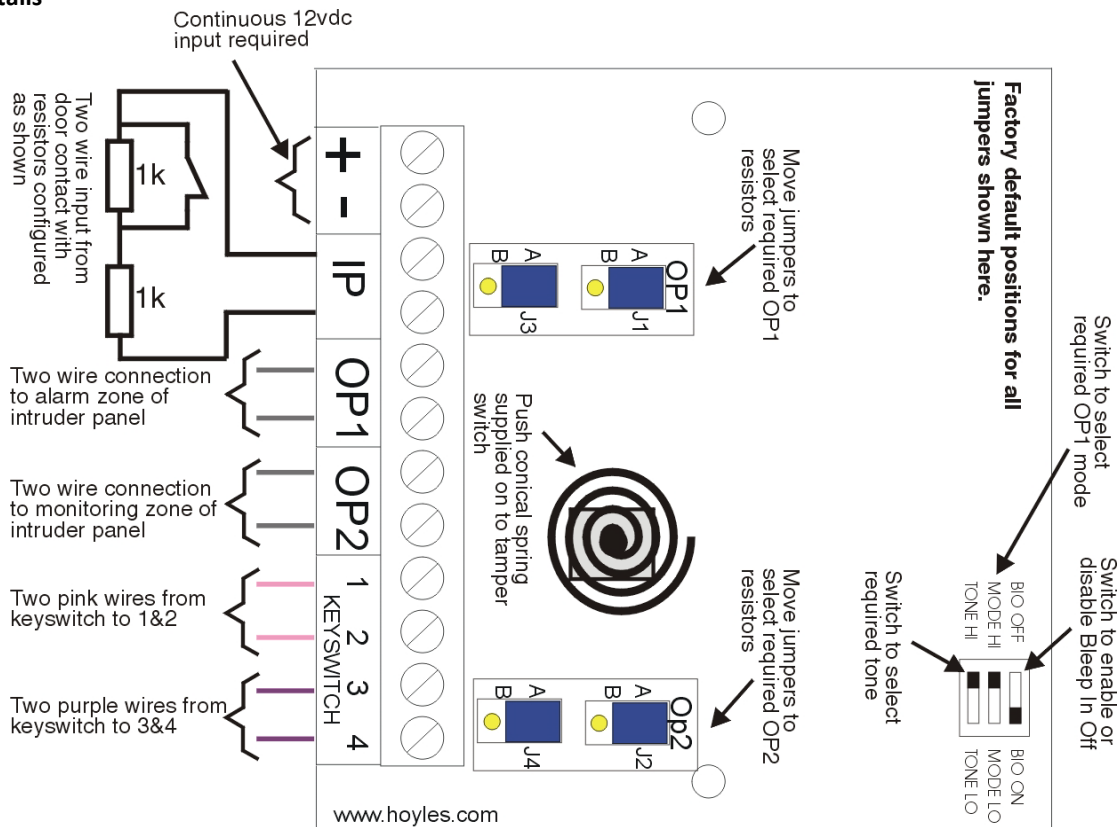 tails
Continuous 12vdc
input required
Two wire input from
door contact with
resistors configured
as shown
1k
1k
+
-
IP
OP1
OP2
1
2
3
4
KEYSWITCH
Two wire connection
to alarm zone of
intruder panel
Two wire connection
to monitoring zone of
intruder panel
Two pink wires from
keyswitch to 1&2
Two purple wires from
keyswitch to 3&4
A
B
J3
A
B
J1
OP1
Move jumpers to
select required OP1
resistors
Factory default positions for all
jumpers shown here.
Push conical spring
supplied on to tamper
switch
A
B
J4
A
B
J2
Op2
Move jumpers to
select required OP2
resistors
Switch to select
required OP1 mode
Switch to select
required tone
Switch to enable or
disable Bleep In Off
BIO OFF
MODE HI
TONE HI
BIO ON
MODE LO
TONE LO
www.hoyles.com